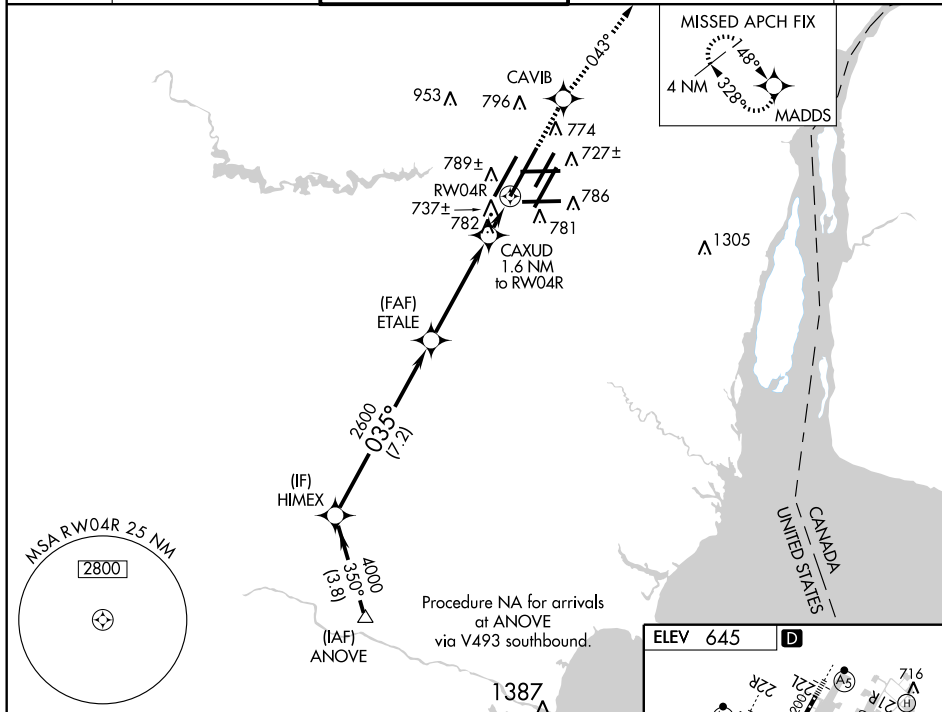 MISSED APCH FIX
148°
4 NM
328°
MADDS
043°
CAVIB
953
796
774
789±
727±
RW04R
737±
786
782
781
CAXUD
1.6 NM
to RW04R
1305
(FAF)
ETALE
2600
035°
(7.2)
(IF)
HIMEX
MSA RW04R 25 NM
2800
4000
350°
(3.8)
(IAF)
ANOVE
Procedure NA for arrivals
at ANOVE
via V493 southbound.
CANADA
UNITED STATES
1387
ELEV 645 D
22R
22L
A5
716
21R
H